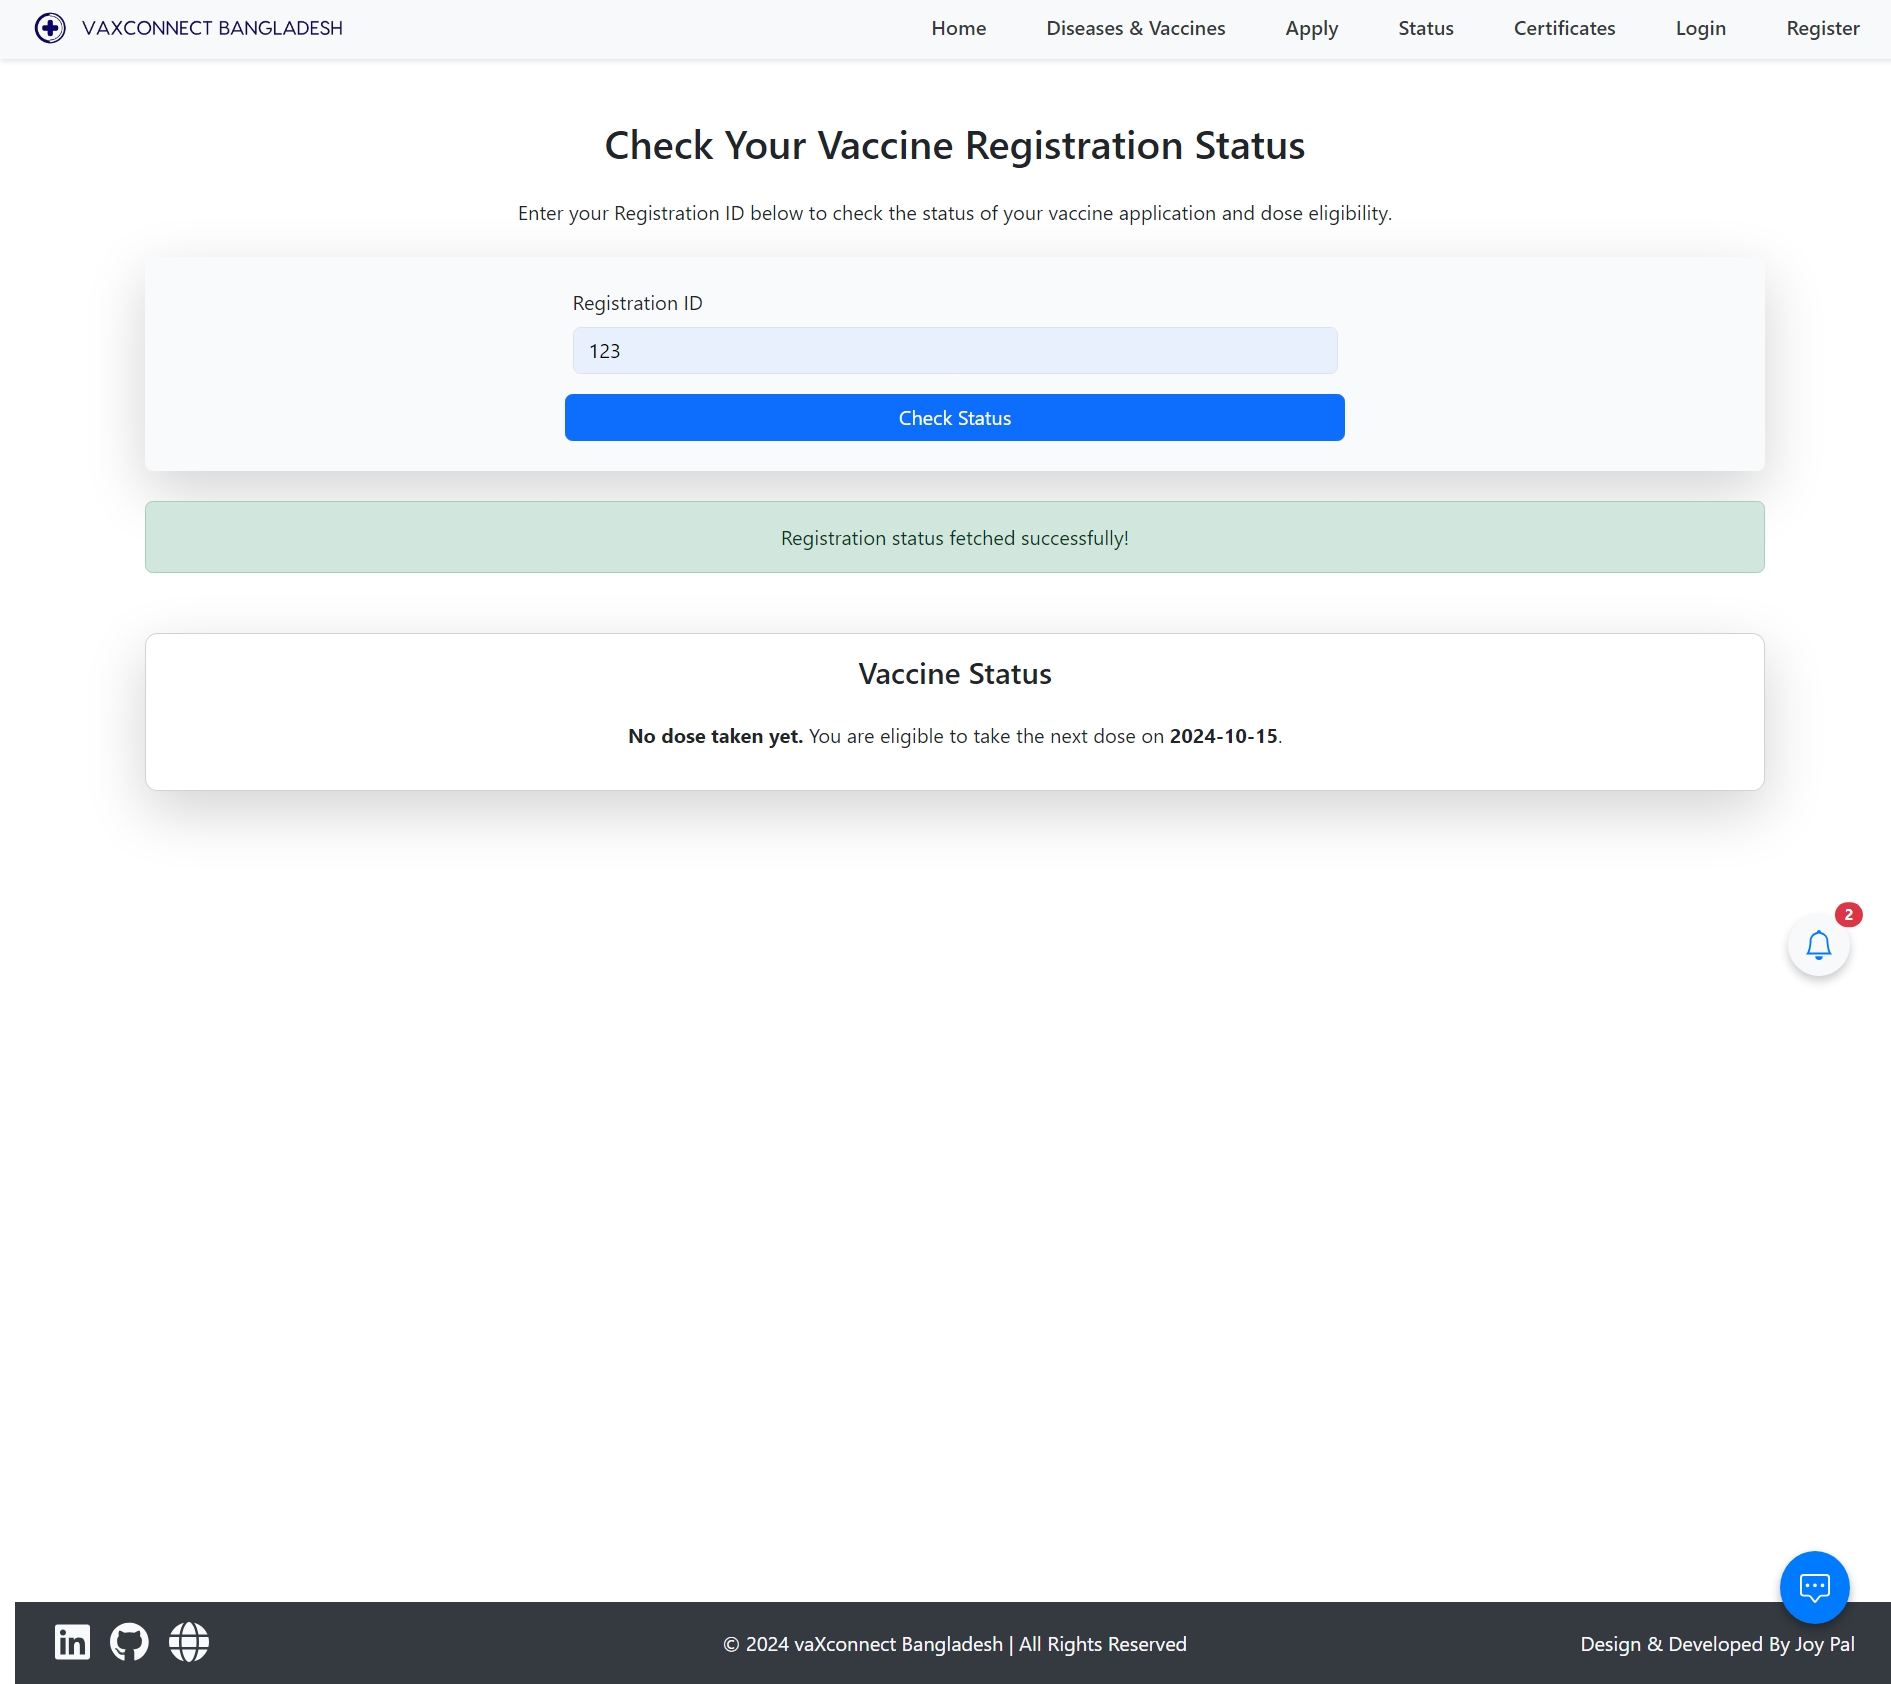 VAXCONNECT BANGLADESH
Home
Diseases & Vaccines
Apply
Status
Certificates
Login
Register
Check Your Vaccine Registration Status
Enter your Registration ID below to check the status of your vaccine application and dose eligibility.
Registration ID
123
Check Status
Registration status fetched successfully!
Vaccine Status
No dose taken yet. You are eligible to take the next dose on 2024-10-15.
2
in
© 2024 vaXconnect Bangladesh | All Rights Reserved
Design & Developed By Joy Pal